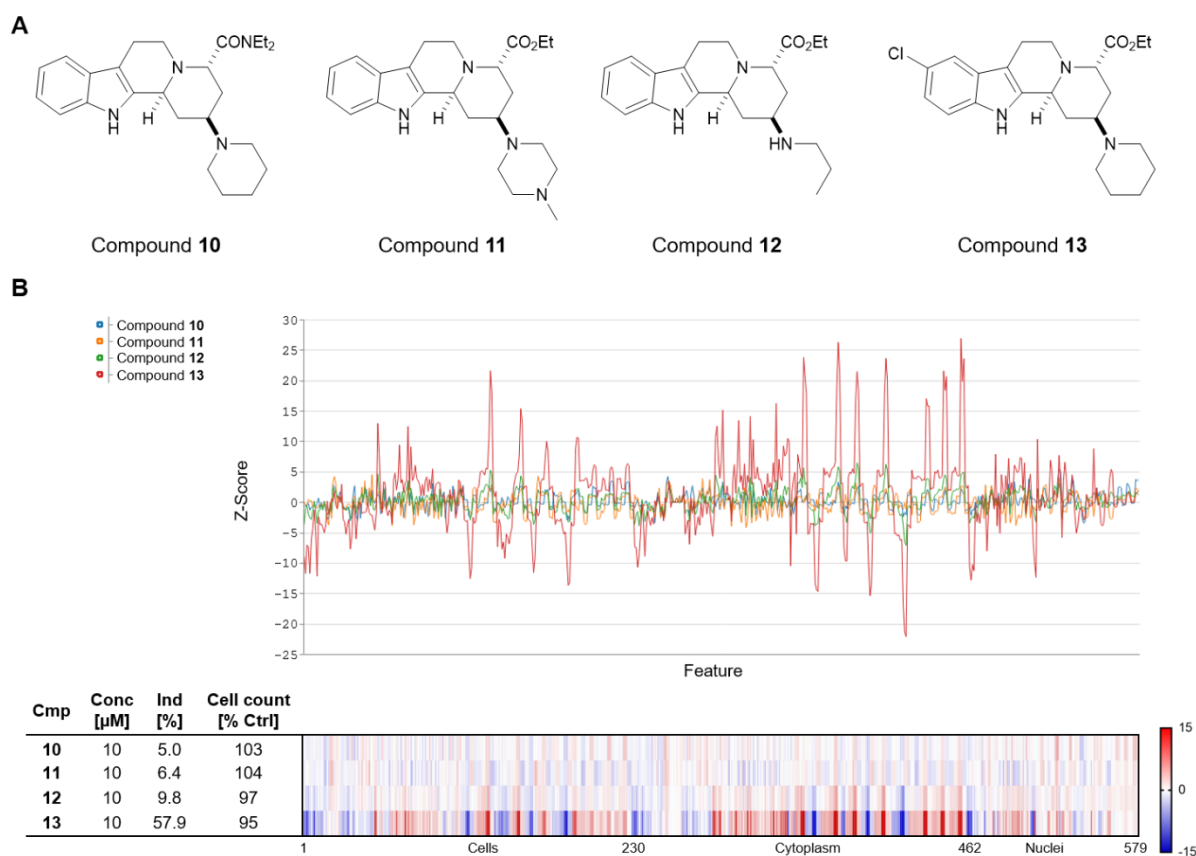 A
CONEt2
N
NH
H
N
Compound 10
CO2Et
N
NH
H
N
N
Compound 11
CO2Et
N
NH
H
HN
Compound 12
Cl
CO2Et
N
NH
H
N
Compound 13
B
Compound 10
Compound 11
Compound 12
Compound 13
Z-Score
30
25
20
15
10
5
0
−5
−10
−15
−20
−25
Feature
Cmp Conc [µM] Ind [%] Cell count [% Ctrl]
10 10 5.0 103
11 10 6.4 104
12 10 9.8 97
13 10 57.9 95
1 Cells 230 Cytoplasm 462 Nuclei 579
15
0
-15